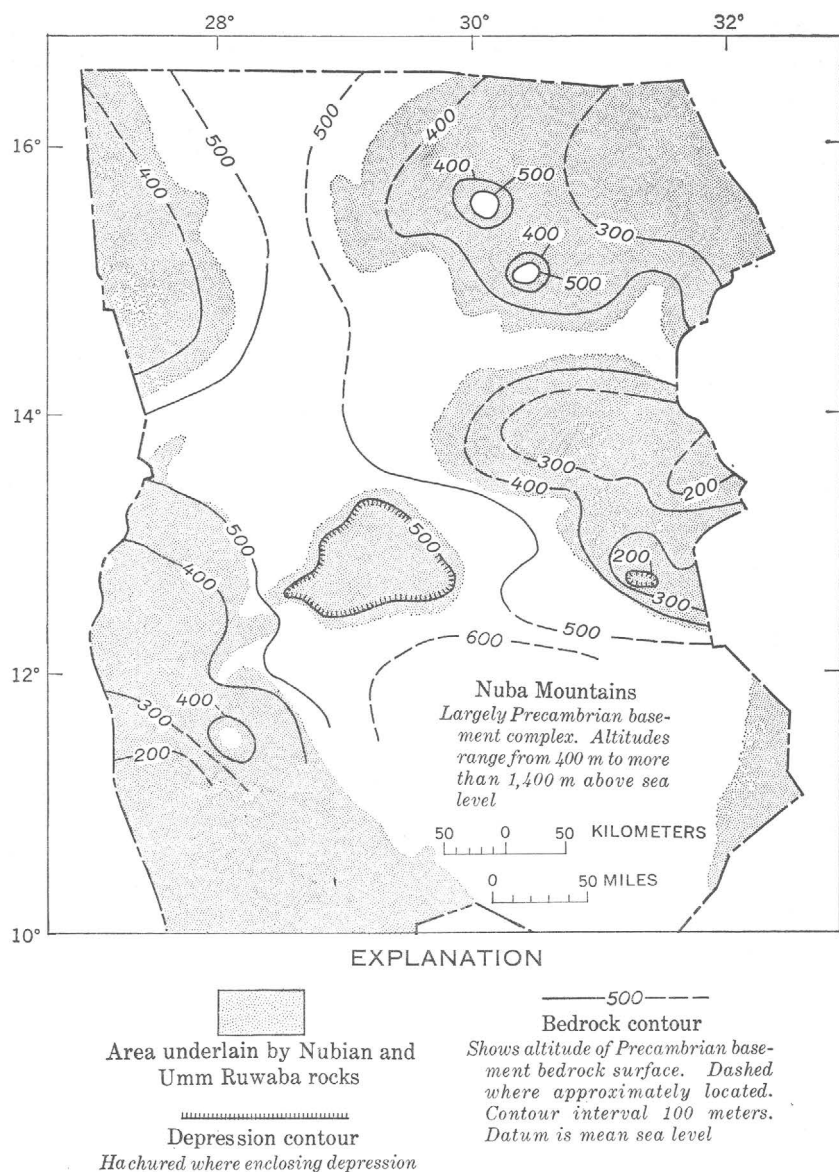 28°
30°
32°
16°
14°
12°
10°
500
500
400
400
400
500
400
500
300
300
400
200
500
500
400
200
300
600
500
400
300
200
Nuba Mountains
Largely Precambrian base-
ment complex. Altitudes
range from 400 m to more
than 1,400 m above sea
level
50 0 50 KILOMETERS
0 50 MILES
EXPLANATION
Area underlain by Nubian and
Umm Ruwaba rocks
Depression contour
Hachured where enclosing depression
500
Bedrock contour
Shows altitude of Precambrian base-
ment bedrock surface. Dashed
where approximately located.
Contour interval 100 meters.
Datum is mean sea level